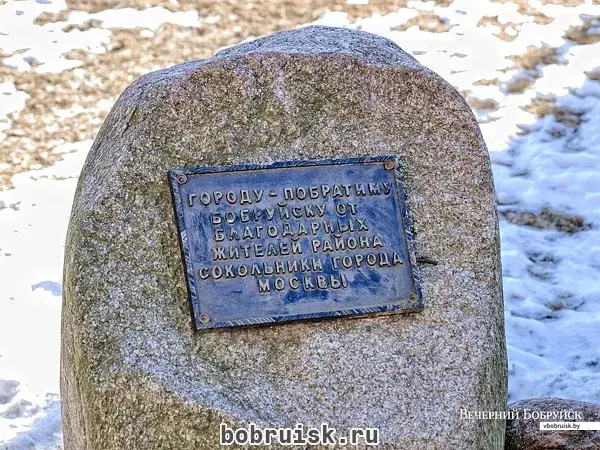 ГОРОДУ - ПОБРАТИМУ
БОБРУЙСКУ ОТ
БЛАГОДАРНЫХ
ЖИТЕЛЕЙ РАЙОНА
СОКОЛЬНИКИ ГОРОДА
МОСКВЫ
ВЕЧЕРНИЙ БОБРУЙСК
vbobruisk.by
bobruisk.ru